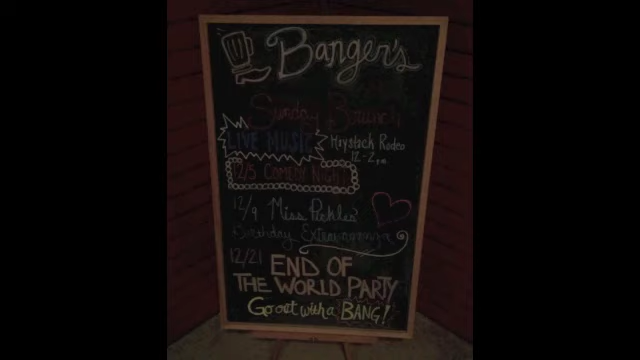 Banger's
Sunday Brunch
LIVE MUSIC
Haystack Rodeo
12-2pm
12/5 COMEDY NIGHT
12/9 Miss Pickles'
Birthday Extravaganza
12/21 END OF
THE WORLD PARTY
Go out with a BANG!